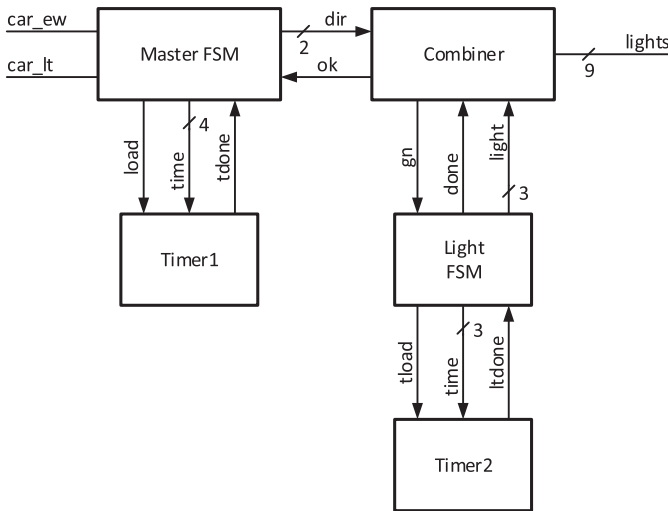 car_ew
dir
Master FSM
2
Combiner
lights
car_lt
ok
9
load
time
4
tdone
gn
done
light
3
Timer1
Light
FSM
tload
time
3
ltdone
Timer2